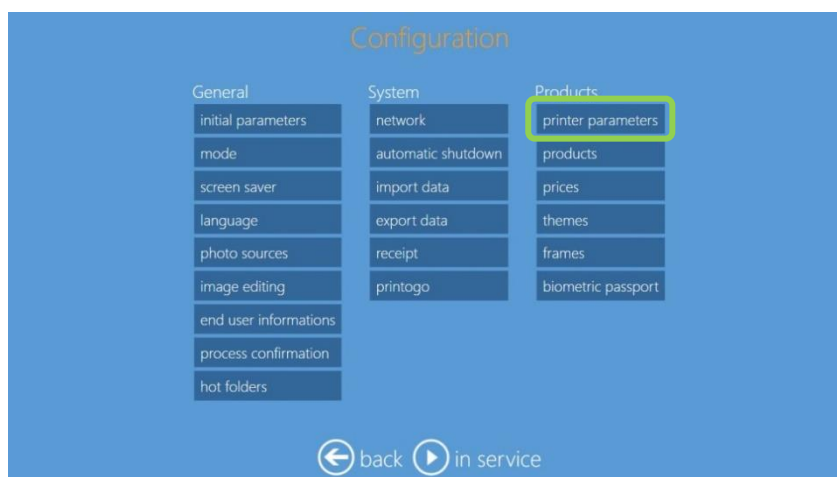 Configuration
General
initial parameters
mode
screen saver
language
photo sources
image editing
end user informations
process confirmation
hot folders
System
network
automatic shutdown
import data
export data
receipt
printogo
Products
printer parameters
products
prices
themes
frames
biometric passport
back in service